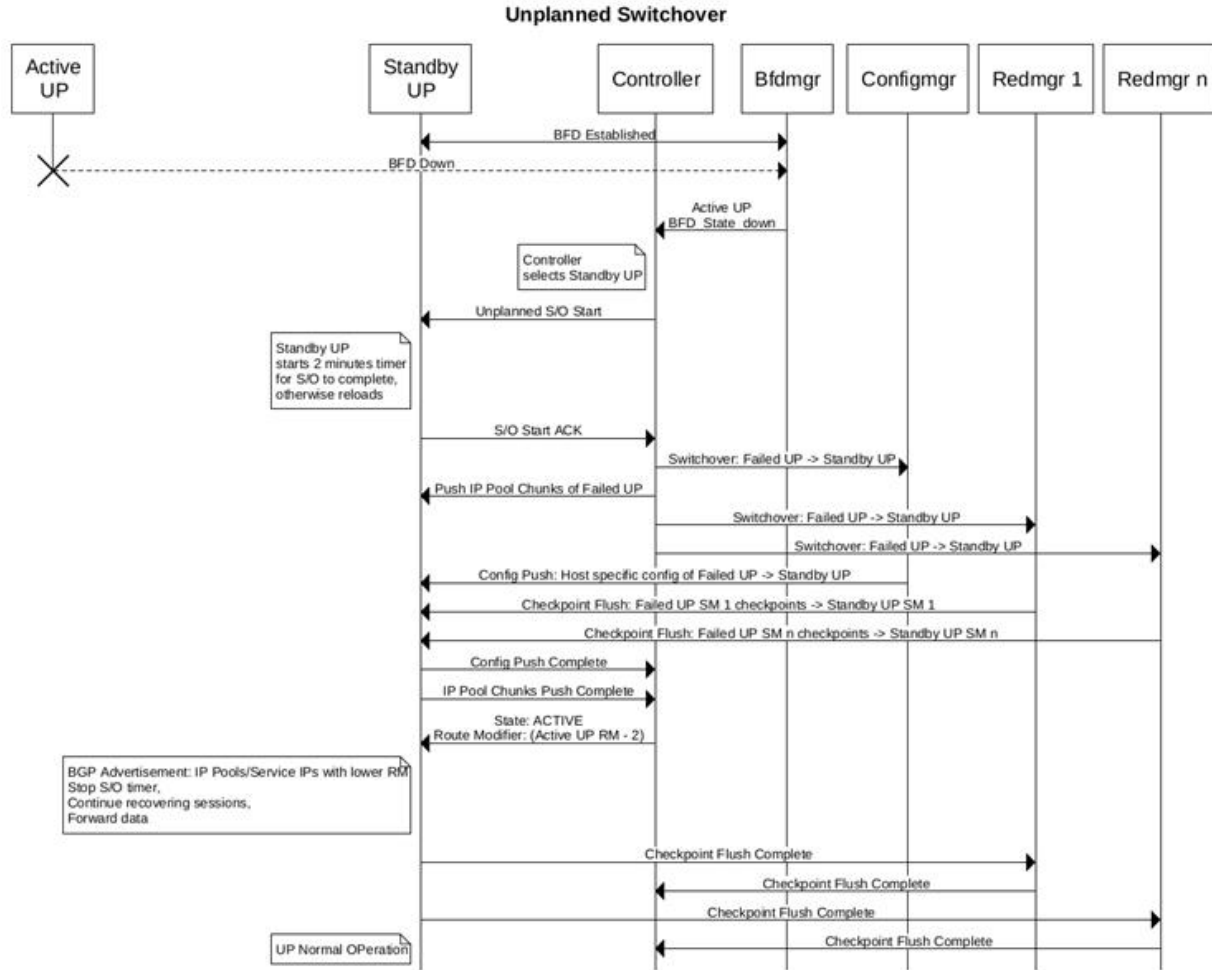 Unplanned Switchover
Active
UP
Standby
UP
Controller
Bfdmgr
Configmgr
Redmgr 1
Redmgr n
BFD Established
BFD Down
Active UP
BFD_State_down
Controller
selects Standby UP
Unplanned S/O Start
Standby UP
starts 2 minutes timer
for S/O to complete,
otherwise reloads
S/O Start ACK
Switchover: Failed UP -> Standby UP
Push IP Pool Chunks of Failed UP
Switchover: Failed UP -> Standby UP
Switchover: Failed UP -> Standby UP
Config Push: Host specific config of Failed UP -> Standby UP
Checkpoint Flush: Failed UP SM 1 checkpoints -> Standby UP SM 1
Checkpoint Flush: Failed UP SM n checkpoints -> Standby UP SM n
Config Push Complete
IP Pool Chunks Push Complete
State: ACTIVE
Route Modifier: (Active UP RM - 2)
BGP Advertisement: IP Pools/Service IPs with lower RM
Stop S/O timer,
Continue recovering sessions,
Forward data
Checkpoint Flush Complete
Checkpoint Flush Complete
Checkpoint Flush Complete
UP Normal OPeration
Checkpoint Flush Complete